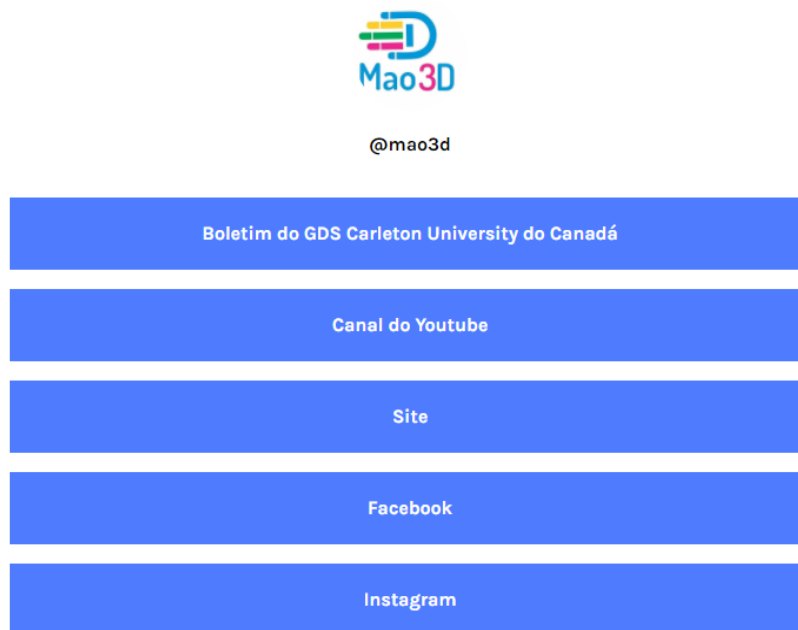 Mao3D
@mao3d
Boletim do GDS Carleton University do Canadá
Canal do Youtube
Site
Facebook
Instagram